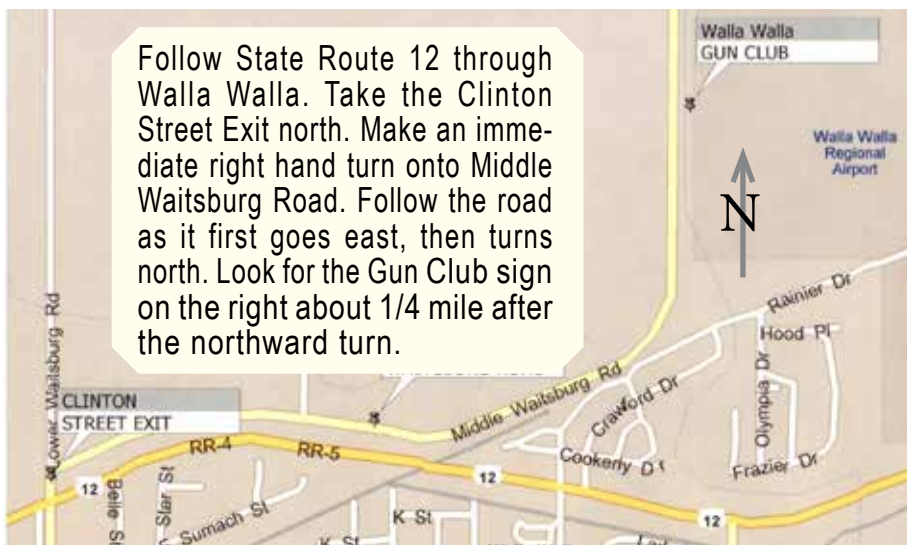 Follow State Route 12 through
Walla Walla. Take the Clinton
Street Exit north. Make an imme-
diate right hand turn onto Middle
Waitsburg Road. Follow the road
as it first goes east, then turns
north. Look for the Gun Club sign
on the right about 1/4 mile after
the northward turn.
Walla Walla
GUN CLUB
Walla Walla
Regional
Airport
N
Rainier Dr
Hood Pl
Olympia Dr
Frazier Dr
Crawford Dr
Cookerly D
Middle Waitsburg Rd
Lower Waitsburg Rd
CLINTON
STREET EXIT
RR-4
RR-5
12
12
12
Belle St
Star St
Sumach St
K St
K St